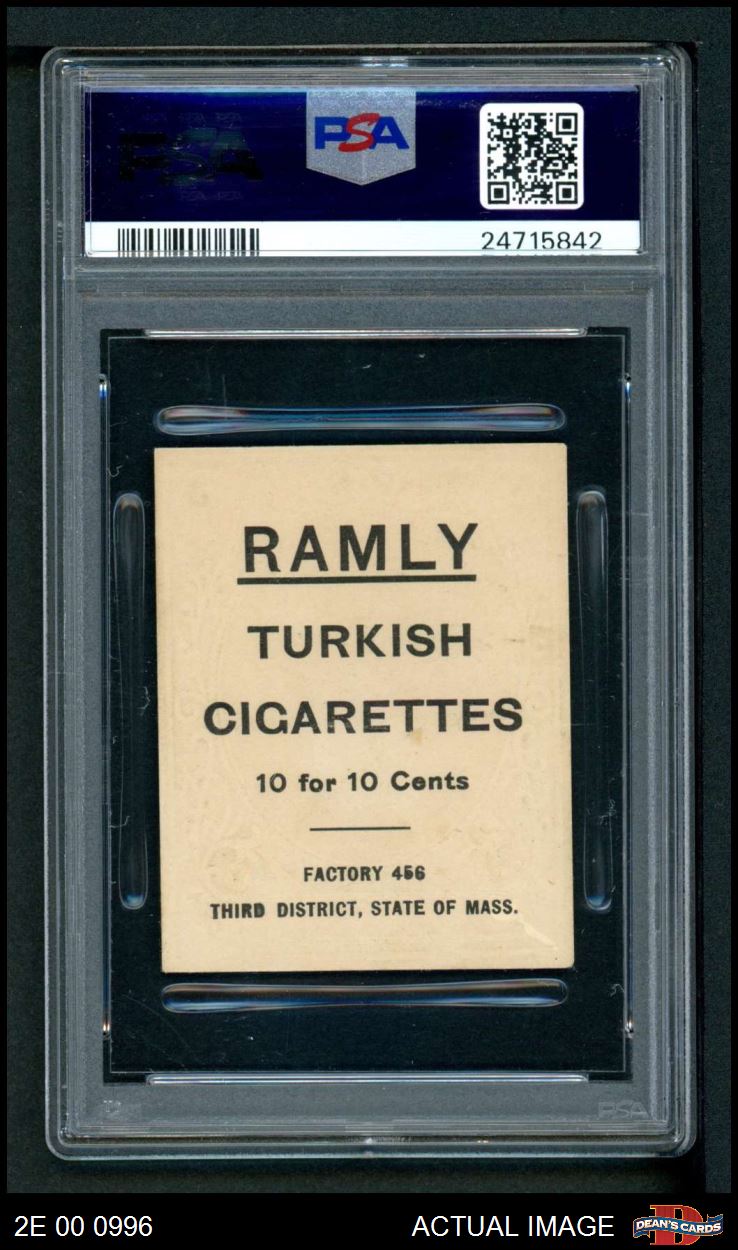 PSA
24715842
RAMLY
TURKISH
CIGARETTES
10 for 10 Cents
FACTORY 456
THIRD DISTRICT, STATE OF MASS.
PSA
2E 00 0996
ACTUAL IMAGE
DEAN'S CARDS